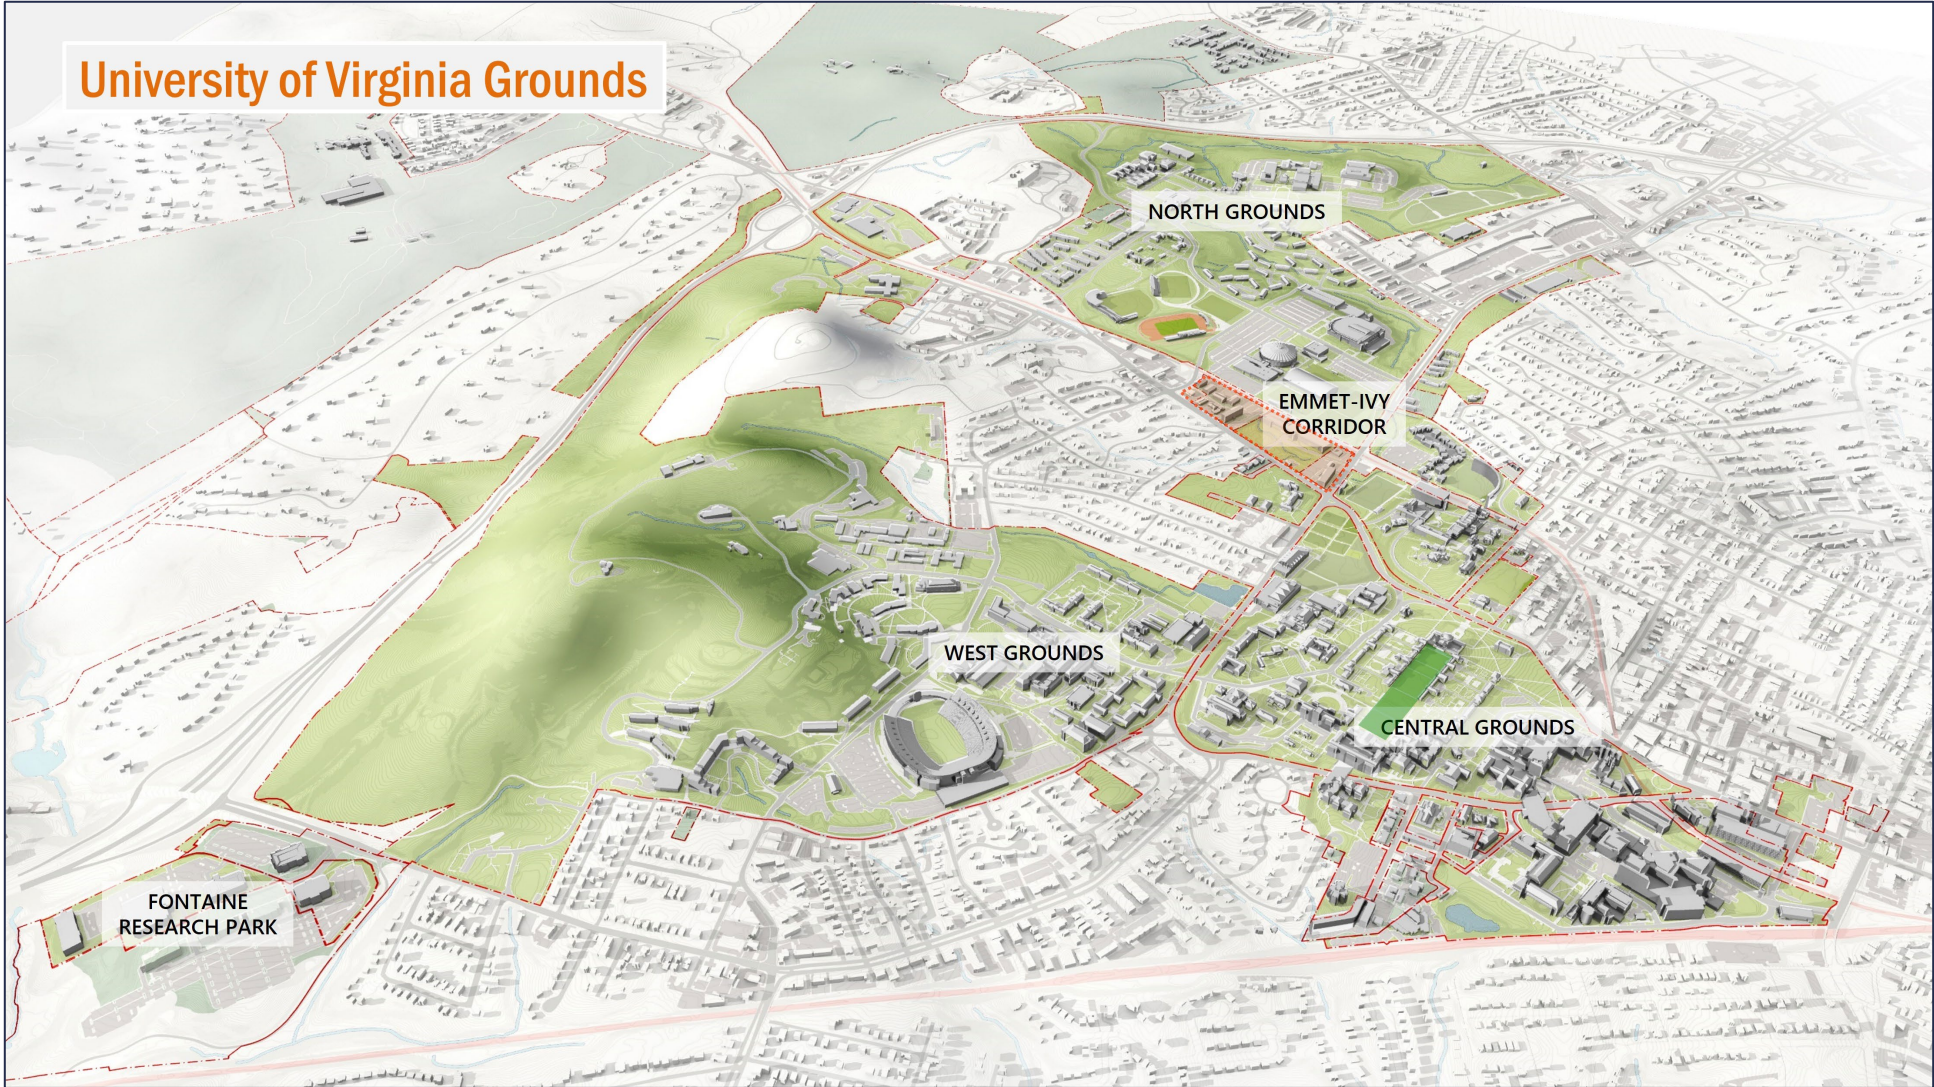 University of Virginia Grounds
NORTH GROUNDS
EMMET-IVY
CORRIDOR
WEST GROUNDS
CENTRAL GROUNDS
FONTAINE
RESEARCH PARK